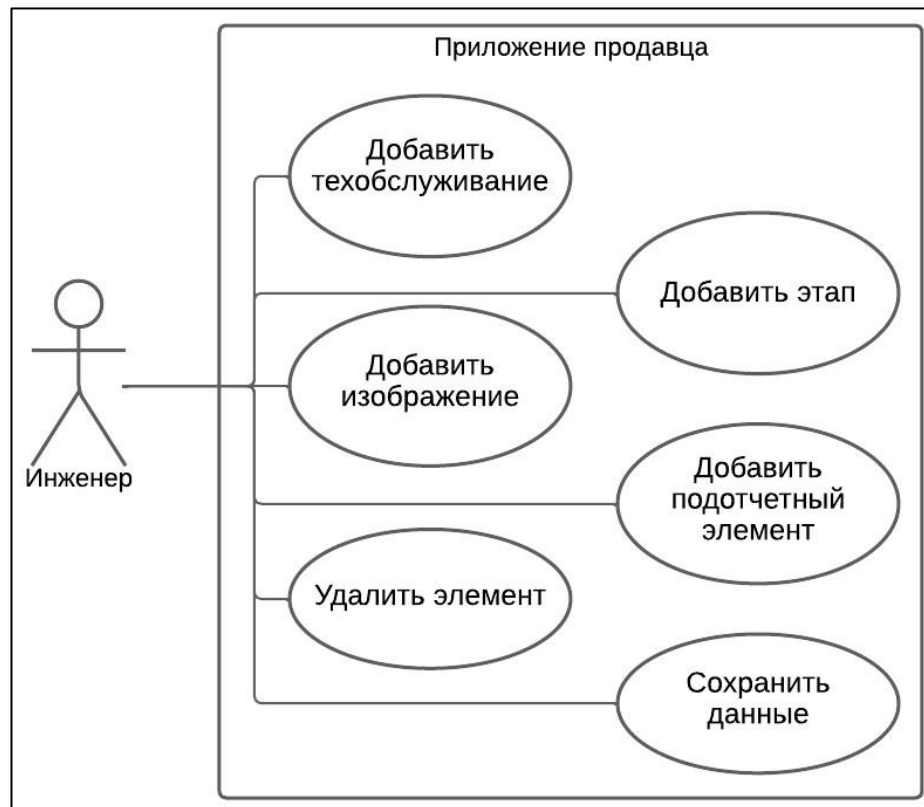 Приложение продавца
Добавить
техобслуживание
Добавить этап
Добавить
изображение
Инженер
Добавить
подотчетный
элемент
Удалить элемент
Сохранить
данные